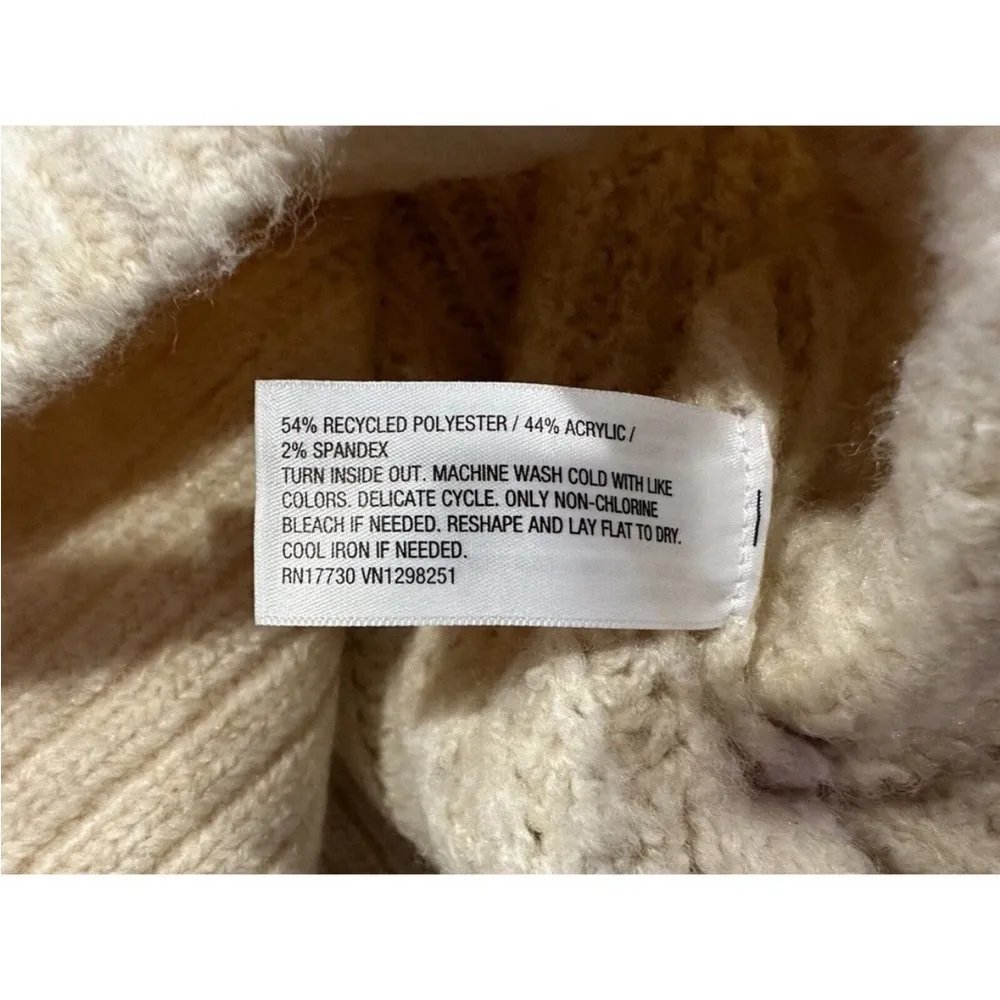 54% RECYCLED POLYESTER / 44% ACRYLIC /
2% SPANDEX
TURN INSIDE OUT. MACHINE WASH COLD WITH LIKE
COLORS. DELICATE CYCLE. ONLY NON-CHLORINE
BLEACH IF NEEDED. RESHAPE AND LAY FLAT TO DRY.
COOL IRON IF NEEDED.
RN17730 VN1298251